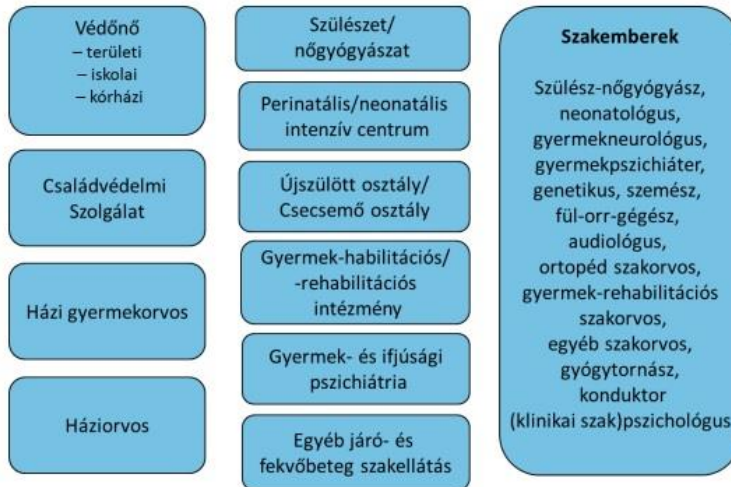 Védőnő
– területi
– iskolai
– kórházi
Családvédelmi
Szolgálat
Házi gyermekorvos
Háziorvos
Szülészet/
nőgyógyászat
Perinatális/neonatális
intenzív centrum
Újszülött osztály/
Csecsemő osztály
Gyermek-habilitációs/
-rehabilitációs
intézmény
Gyermek- és ifjúsági
pszichiátria
Egyéb járó- és
fekvőbeteg szakellátás
Szakemberek
Szülész-nőgyógyász,
neonatológus,
gyermekneurológus,
gyermekpszichiáter,
genetikus, szemész,
fül-orr-gégész,
audiológus,
ortopéd szakorvos,
gyermek-rehabilitációs
szakorvos,
egyéb szakorvos,
gyógytornász,
konduktor
(klinikai szak)pszichológus